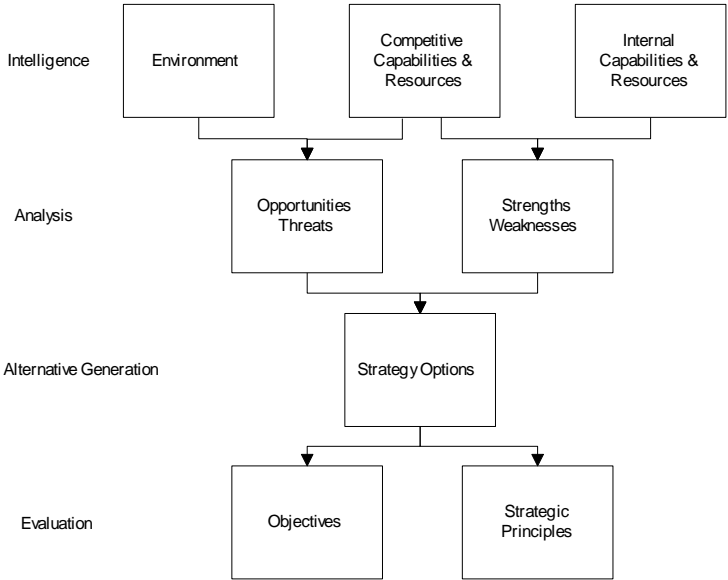 Intelligence
Environment
Competitive
Capabilities &
Resources
Internal
Capabilities &
Resources
Analysis
Opportunities
Threats
Strengths
Weaknesses
Alternative Generation
Strategy Options
Evaluation
Objectives
Strategic
Principles